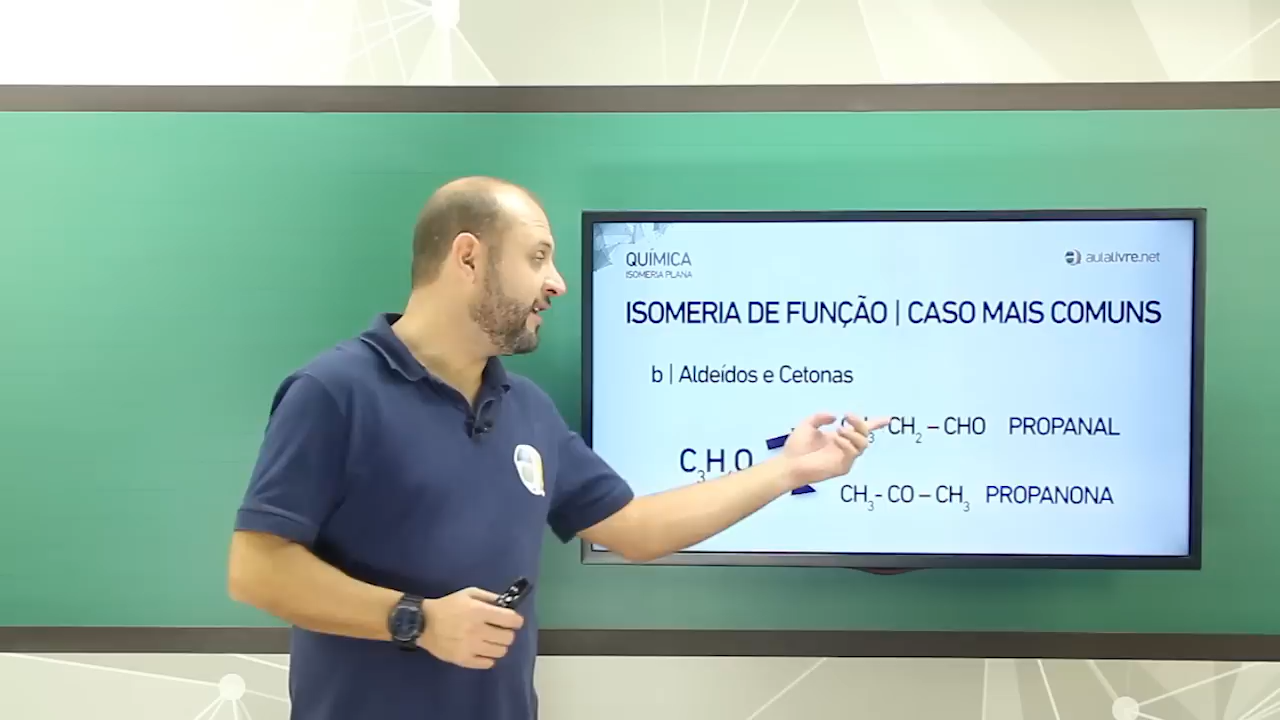 QUÍMICA
ISOMERIA PLANA
aulalivre.net
ISOMERIA DE FUNÇÃO | CASO MAIS COMUNS
b | Aldeídos e Cetonas
CH₂ – CHO PROPANAL
C₃H₆O
CH₃- CO – CH₃ PROPANONA